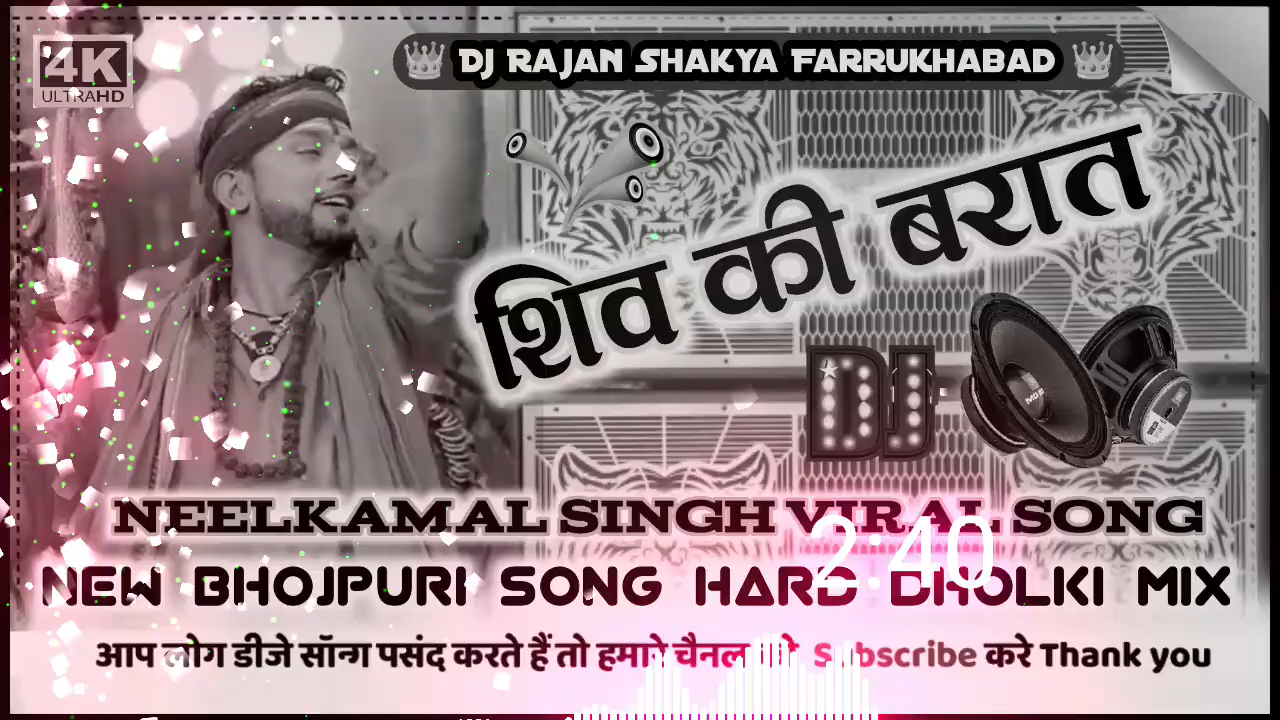 4K
ULTRAHD
DJ RAJAN SHAKYA FARRUKHABAD
शिव की बरात
DJ
NEELKAMAL SINGH VIRAL SONG
2:40
NEW BHOJPURI SONG HARD DHOLKI MIX
आप लोग डीजे सॉन्ग पसंद करते हैं तो हमारे चैनल को Subscribe करे Thank you